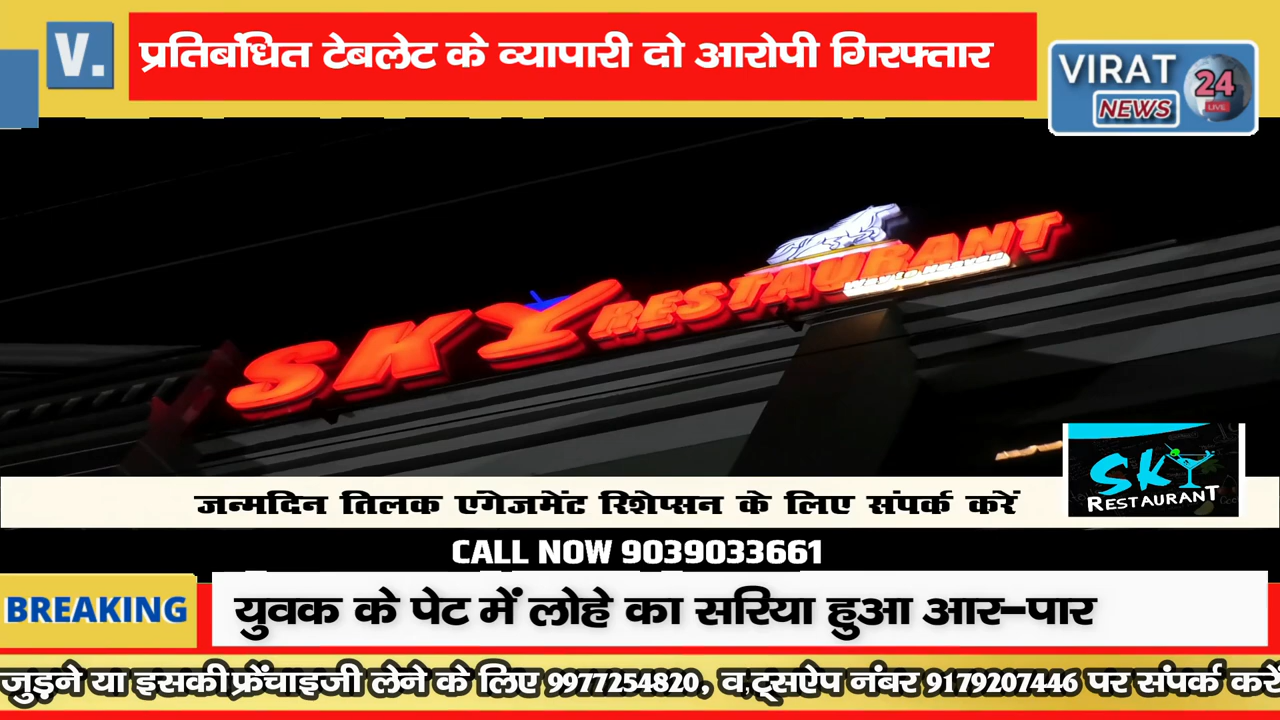 V.
प्रतिबंधित टेबलेट के व्यापारी दो आरोपी गिरफ्तार
VIRAT 24
LIVE
NEWS
SKY RESTAURANT
SKY
RESTAURANT
जन्मदिन तिलक एंगेजमेंट रिशेप्सन के लिए संपर्क करें
CALL NOW 9039033661
BREAKING
युवक के पेट में लोहे का सरिया हुआ आर-पार
जुड़ने या इसकी फ्रेंचाइजी लेने के लिए 9977254820, व्,ट्सऐप नंबर 9179207446 पर संपर्क करें